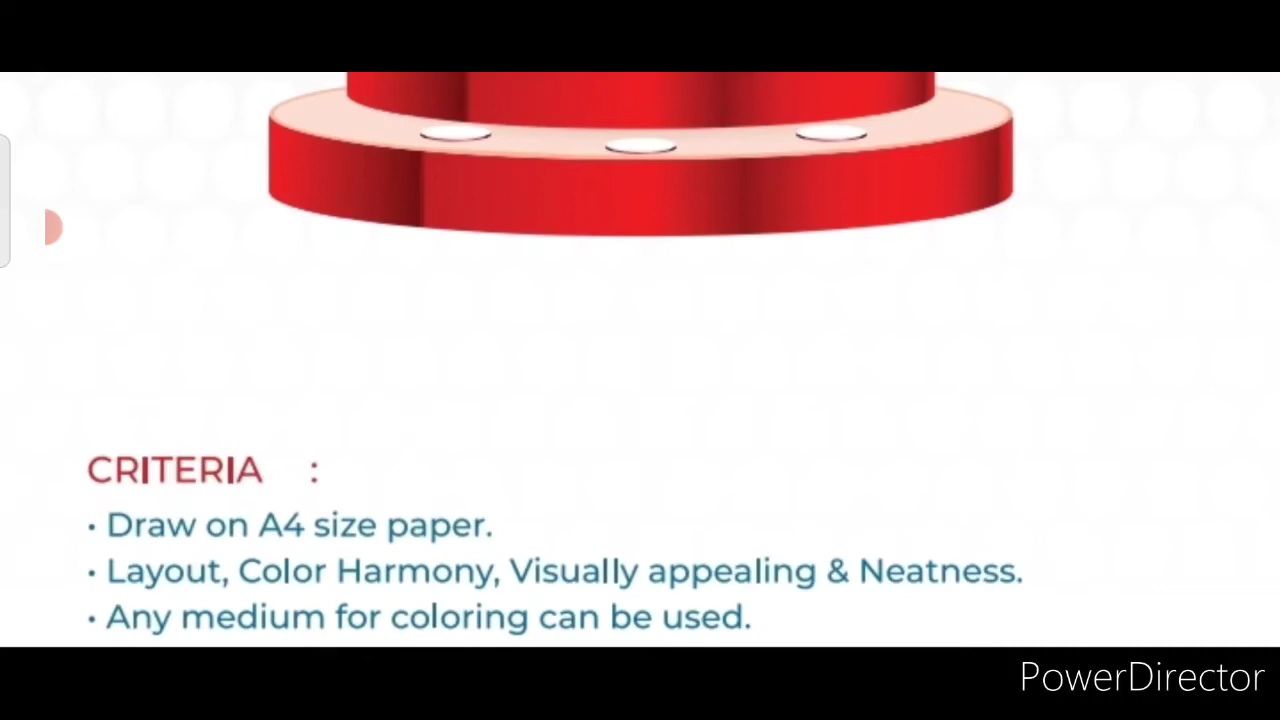 CRITERIA :
• Draw on A4 size paper.
• Layout, Color Harmony, Visually appealing & Neatness.
• Any medium for coloring can be used.
PowerDirector